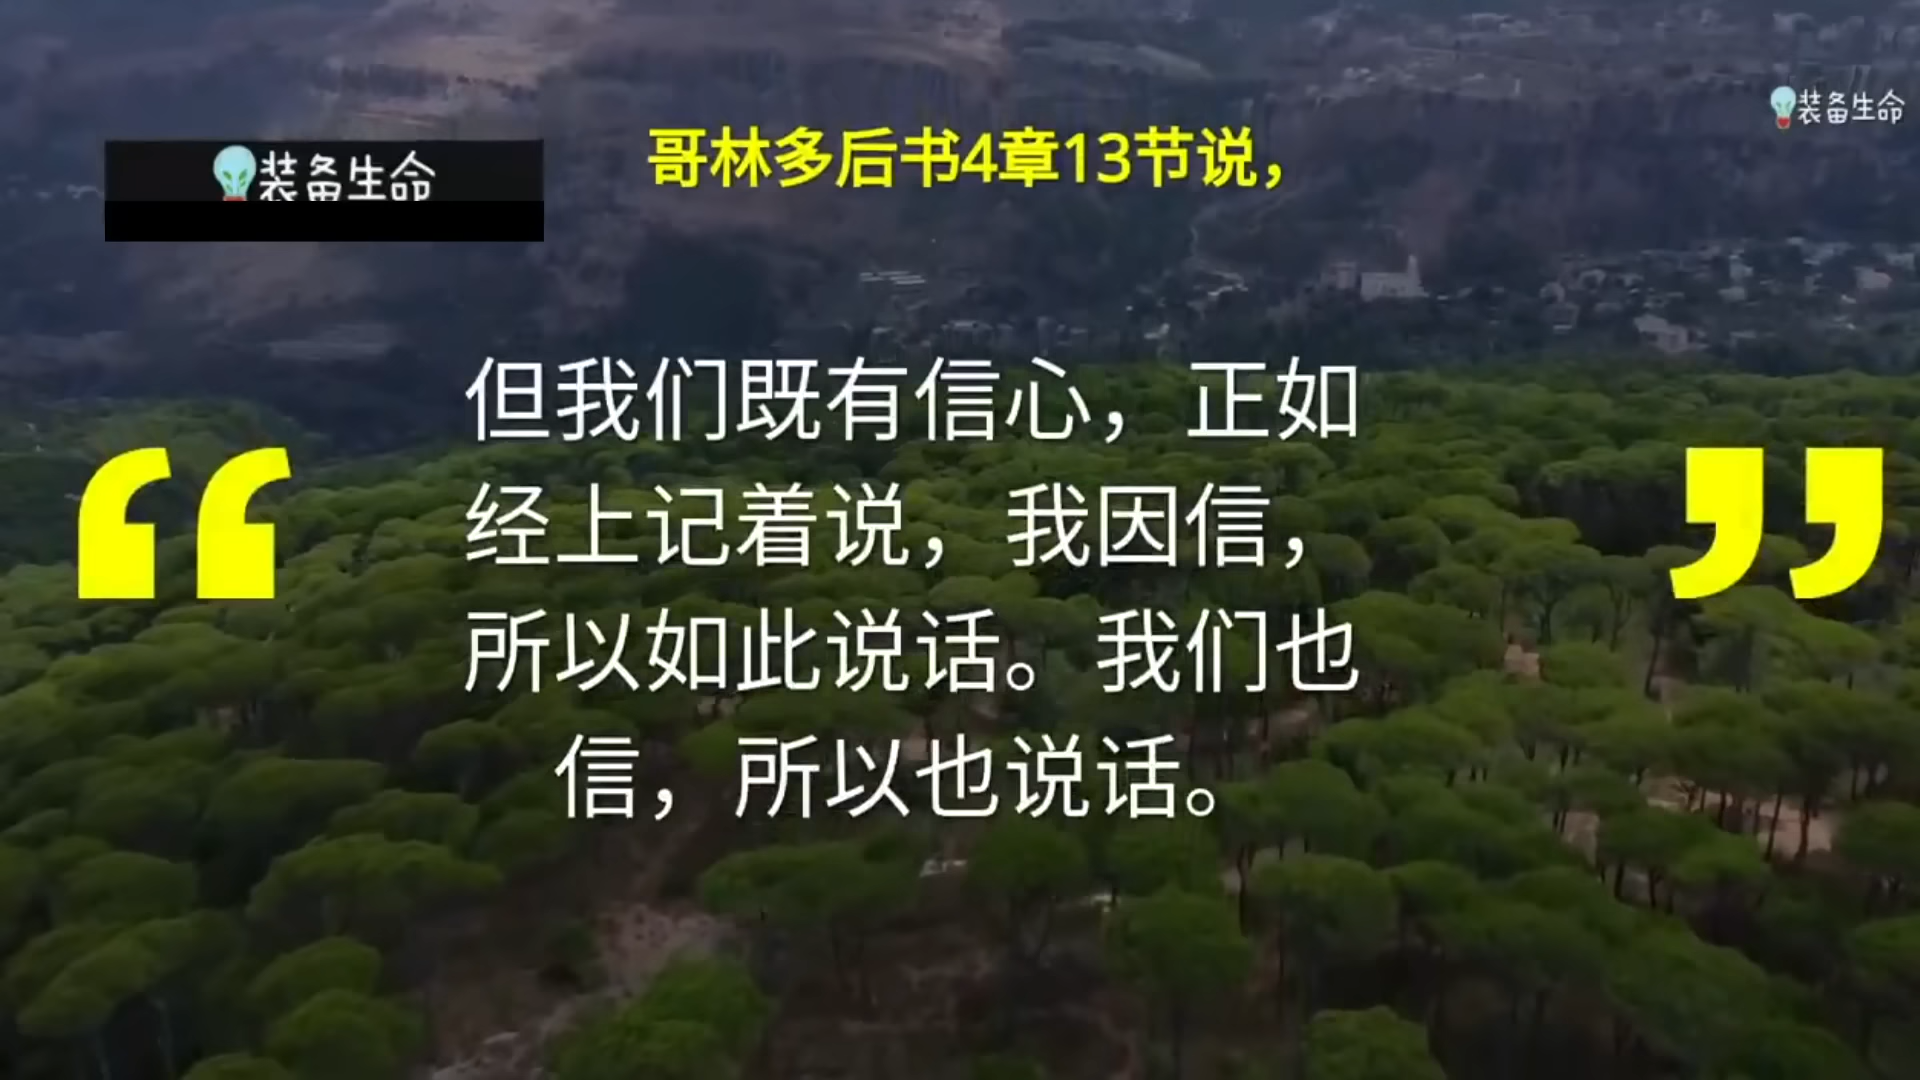 装备生命
装备生命
哥林多后书4章13节说，
“
但我们既有信心，正如
经上记着说，我因信，
所以如此说话。我们也
信，所以也说话。
”